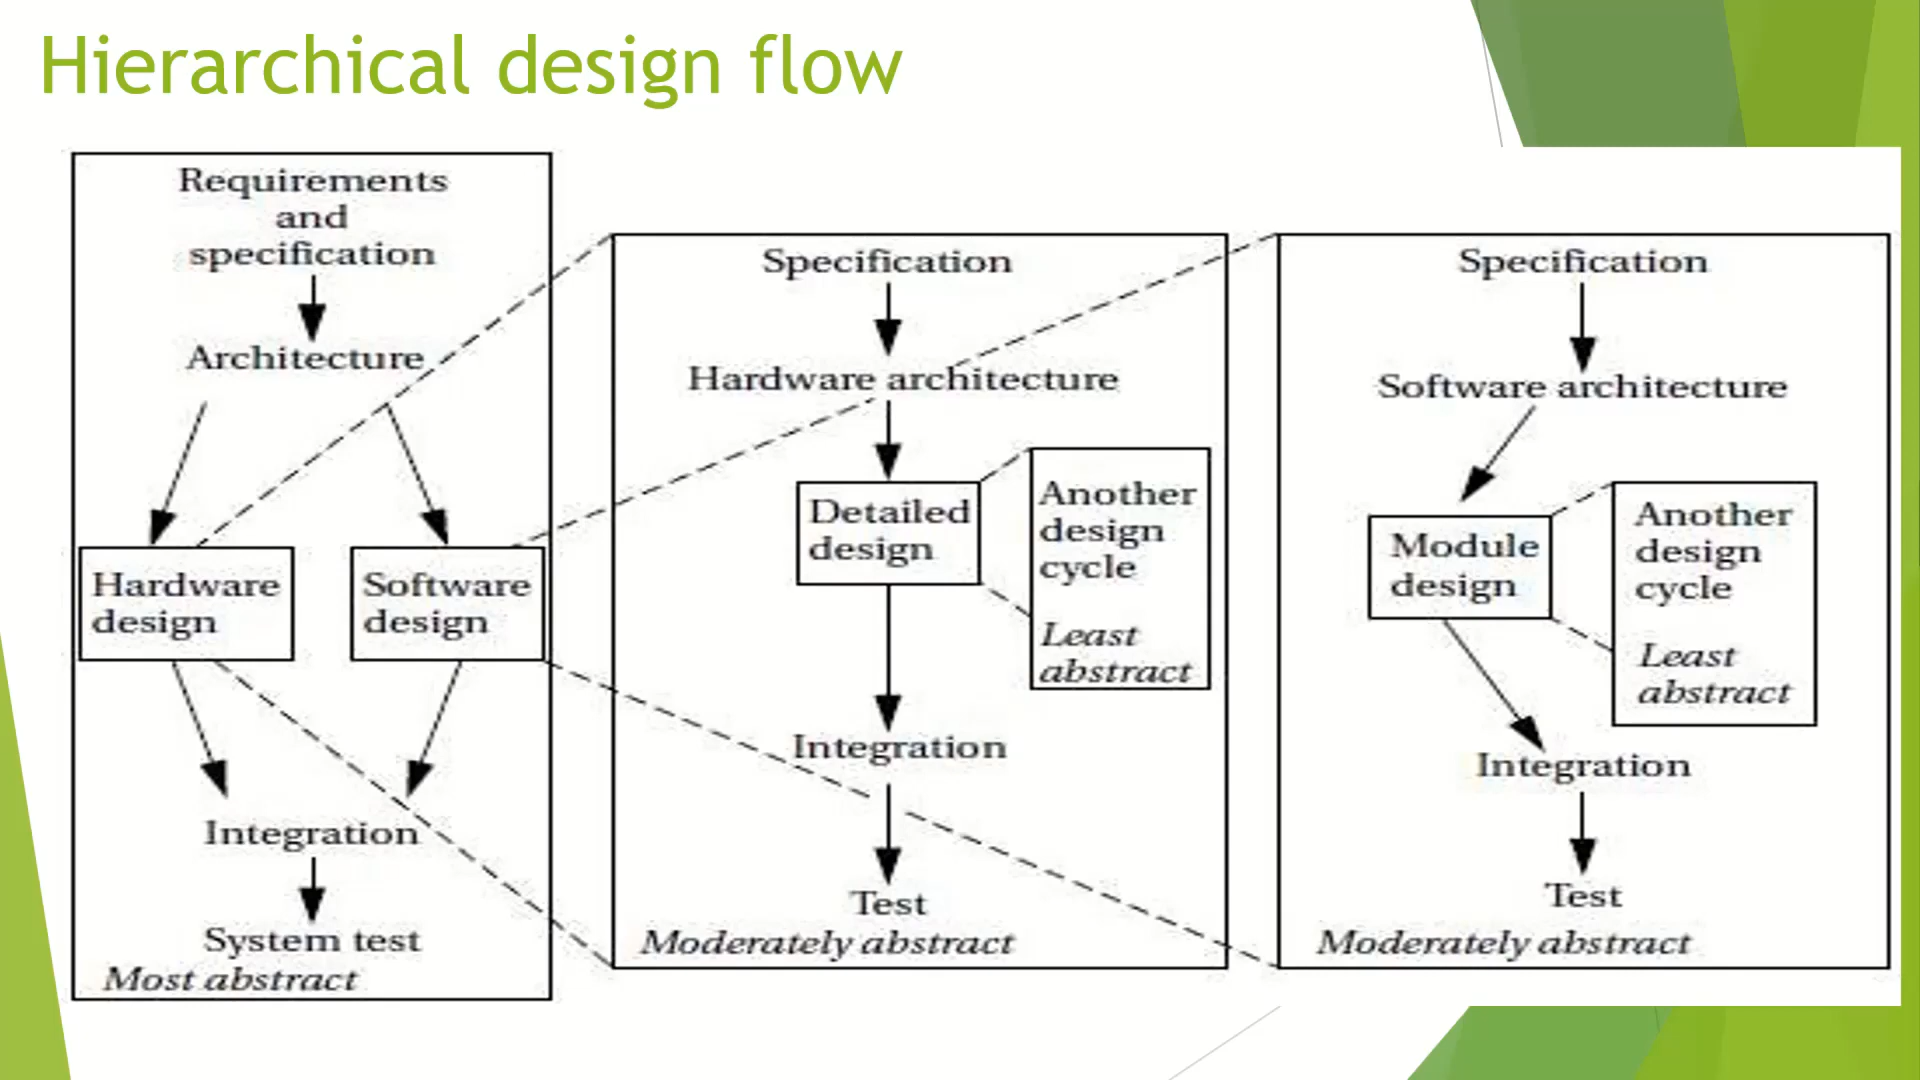 Hierarchical design flow
Requirements
and
specification
Architecture
Hardware
design
Software
design
Integration
System test
Most abstract
Specification
Hardware architecture
Detailed
design
Another
design
cycle
Least
abstract
Integration
Test
Moderately abstract
Specification
Software architecture
Module
design
Another
design
cycle
Least
abstract
Integration
Test
Moderately abstract